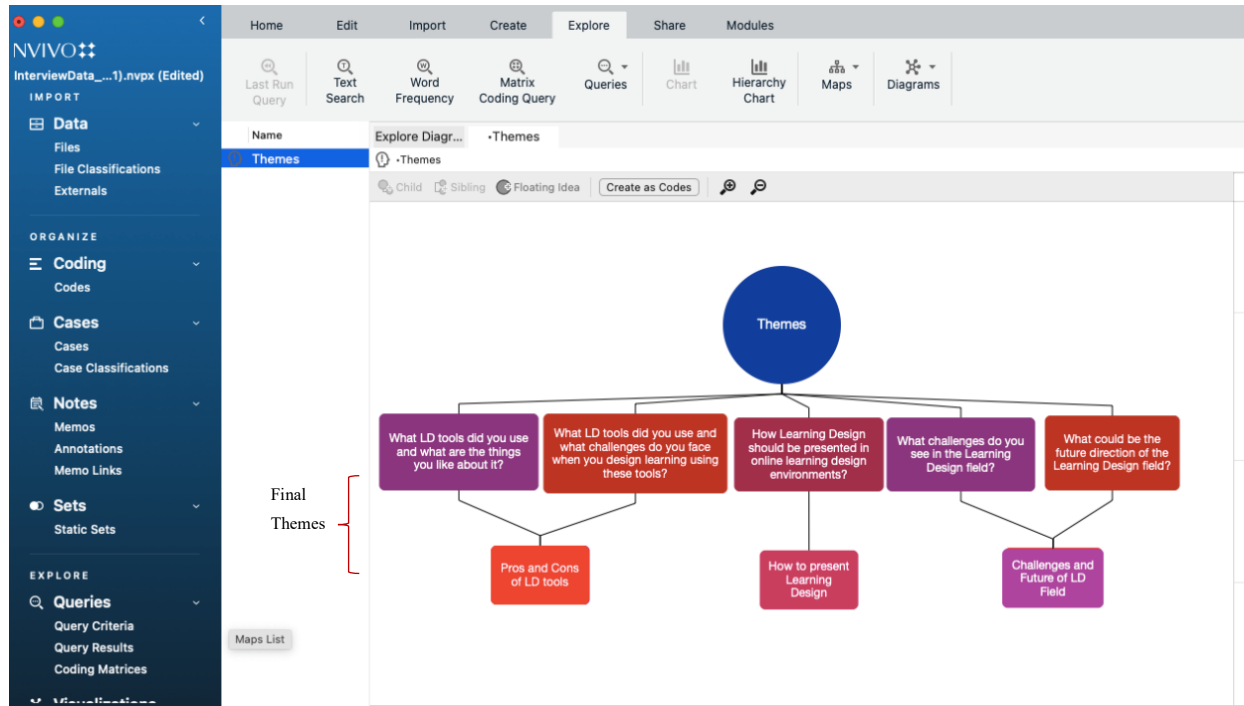 Home Edit Import Create Explore Share Modules
NVIVO
InterviewData_...1).nvpx (Edited)
IMPORT
Data
Files
File Classifications
Externals
ORGANIZE
Coding
Codes
Cases
Cases
Case Classifications
Notes
Memos
Annotations
Memo Links
Sets
Static Sets
EXPLORE
Queries
Query Criteria
Query Results
Coding Matrices
Visualizations
Last Run
Query
Text
Search
Word
Frequency
Matrix
Coding Query
Queries
Chart
Hierarchy
Chart
Maps
Diagrams
Name
Themes
Maps List
Explore Diagr... •Themes
•Themes
Child Sibling Floating Idea Create as Codes
Themes
What LD tools did you use
and what are the things
you like about it?
What LD tools did you use and
what challenges do you face
when you design learning using
these tools?
How Learning Design
should be presented in
online learning design
environments?
What challenges do you
see in the Learning
Design field?
What could be the
future direction of the
Learning Design field?
Final
Themes
Pros and Cons
of LD tools
How to present
Learning
Design
Challenges and
Future of LD
Field